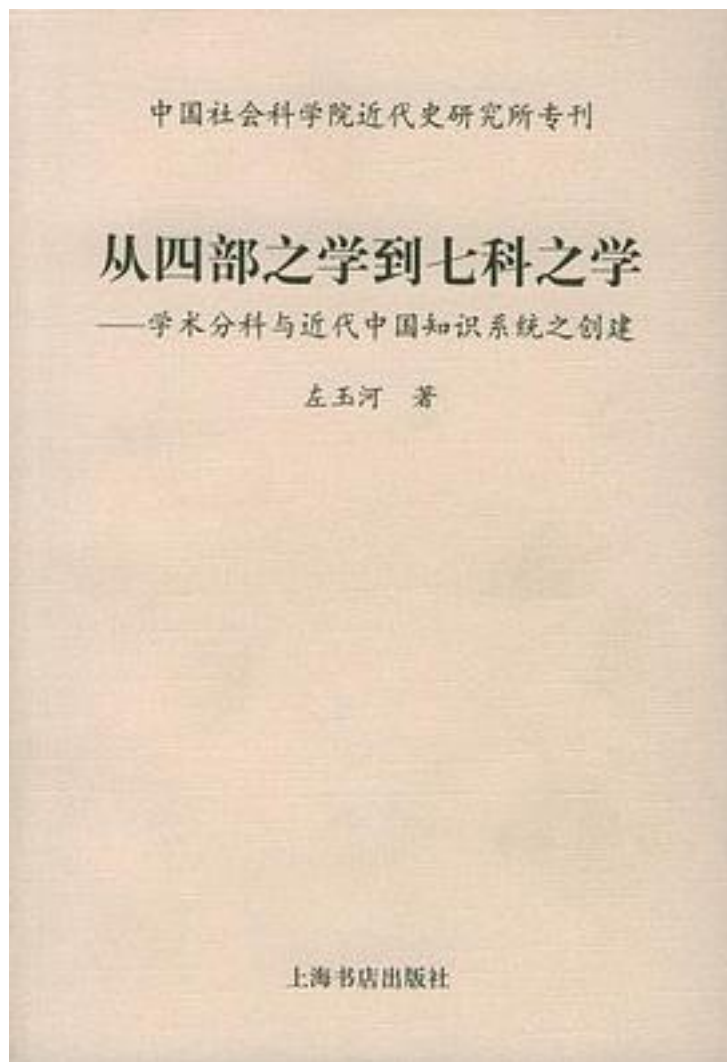 中国社会科学院近代史研究所专刊
从四部之学到七科之学
——学术分科与近代中国知识系统之创建
左玉河 著
上海书店出版社